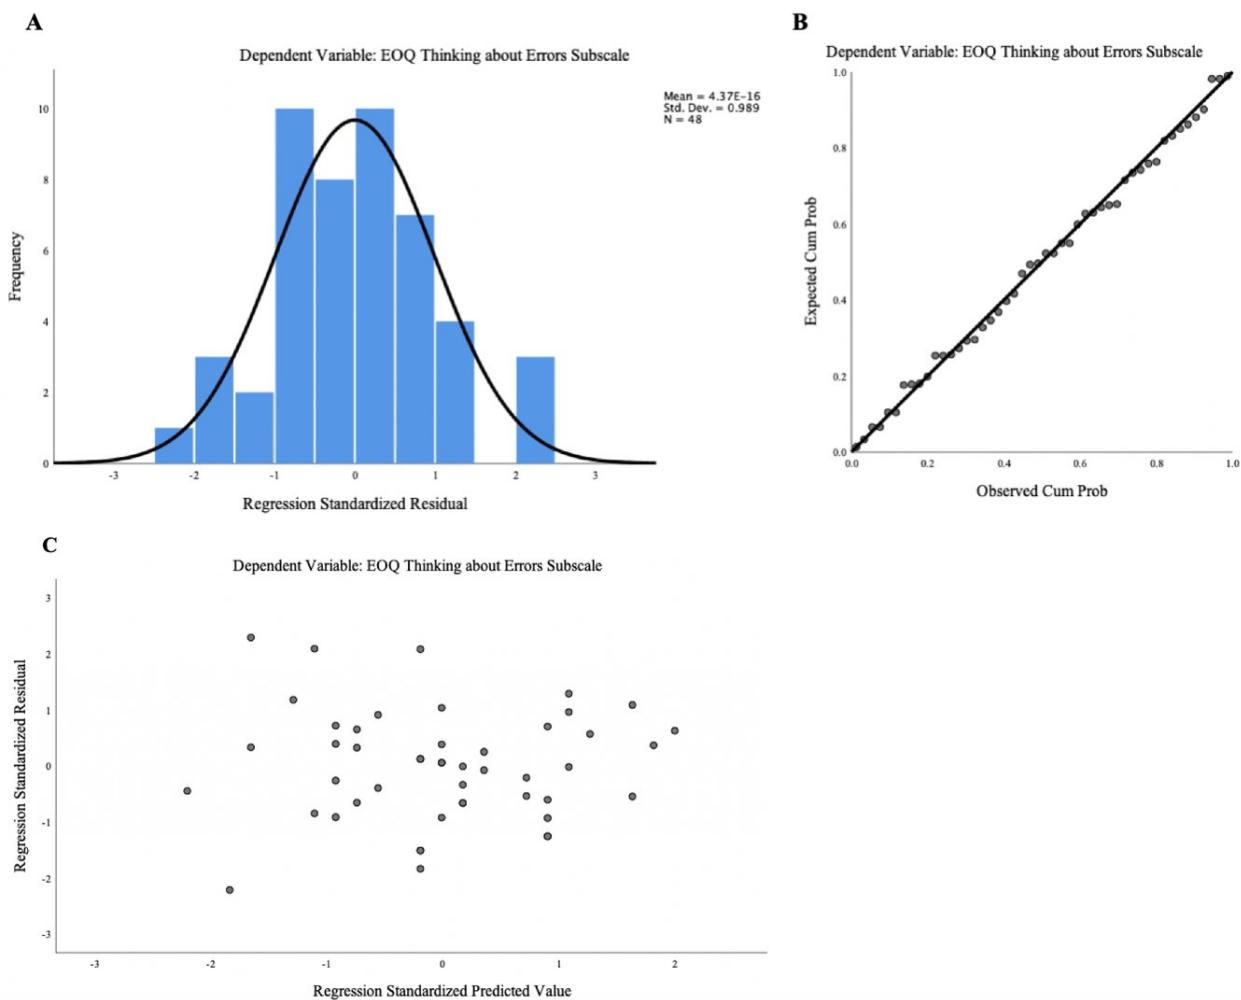 A
Dependent Variable: EOQ Thinking about Errors Subscale
Mean = 4.37E-16
Std. Dev. = 0.989
N = 48
Frequency
10
8
6
4
2
0
-3
-2
-1
0
1
2
3
Regression Standardized Residual
B
Dependent Variable: EOQ Thinking about Errors Subscale
Expected Cum Prob
1.0
0.8
0.6
0.4
0.2
0.0
0.0
0.2
0.4
0.6
0.8
1.0
Observed Cum Prob
C
Dependent Variable: EOQ Thinking about Errors Subscale
Regression Standardized Residual
3
2
1
0
-1
-2
-3
-3
-2
-1
0
1
2
Regression Standardized Predicted Value